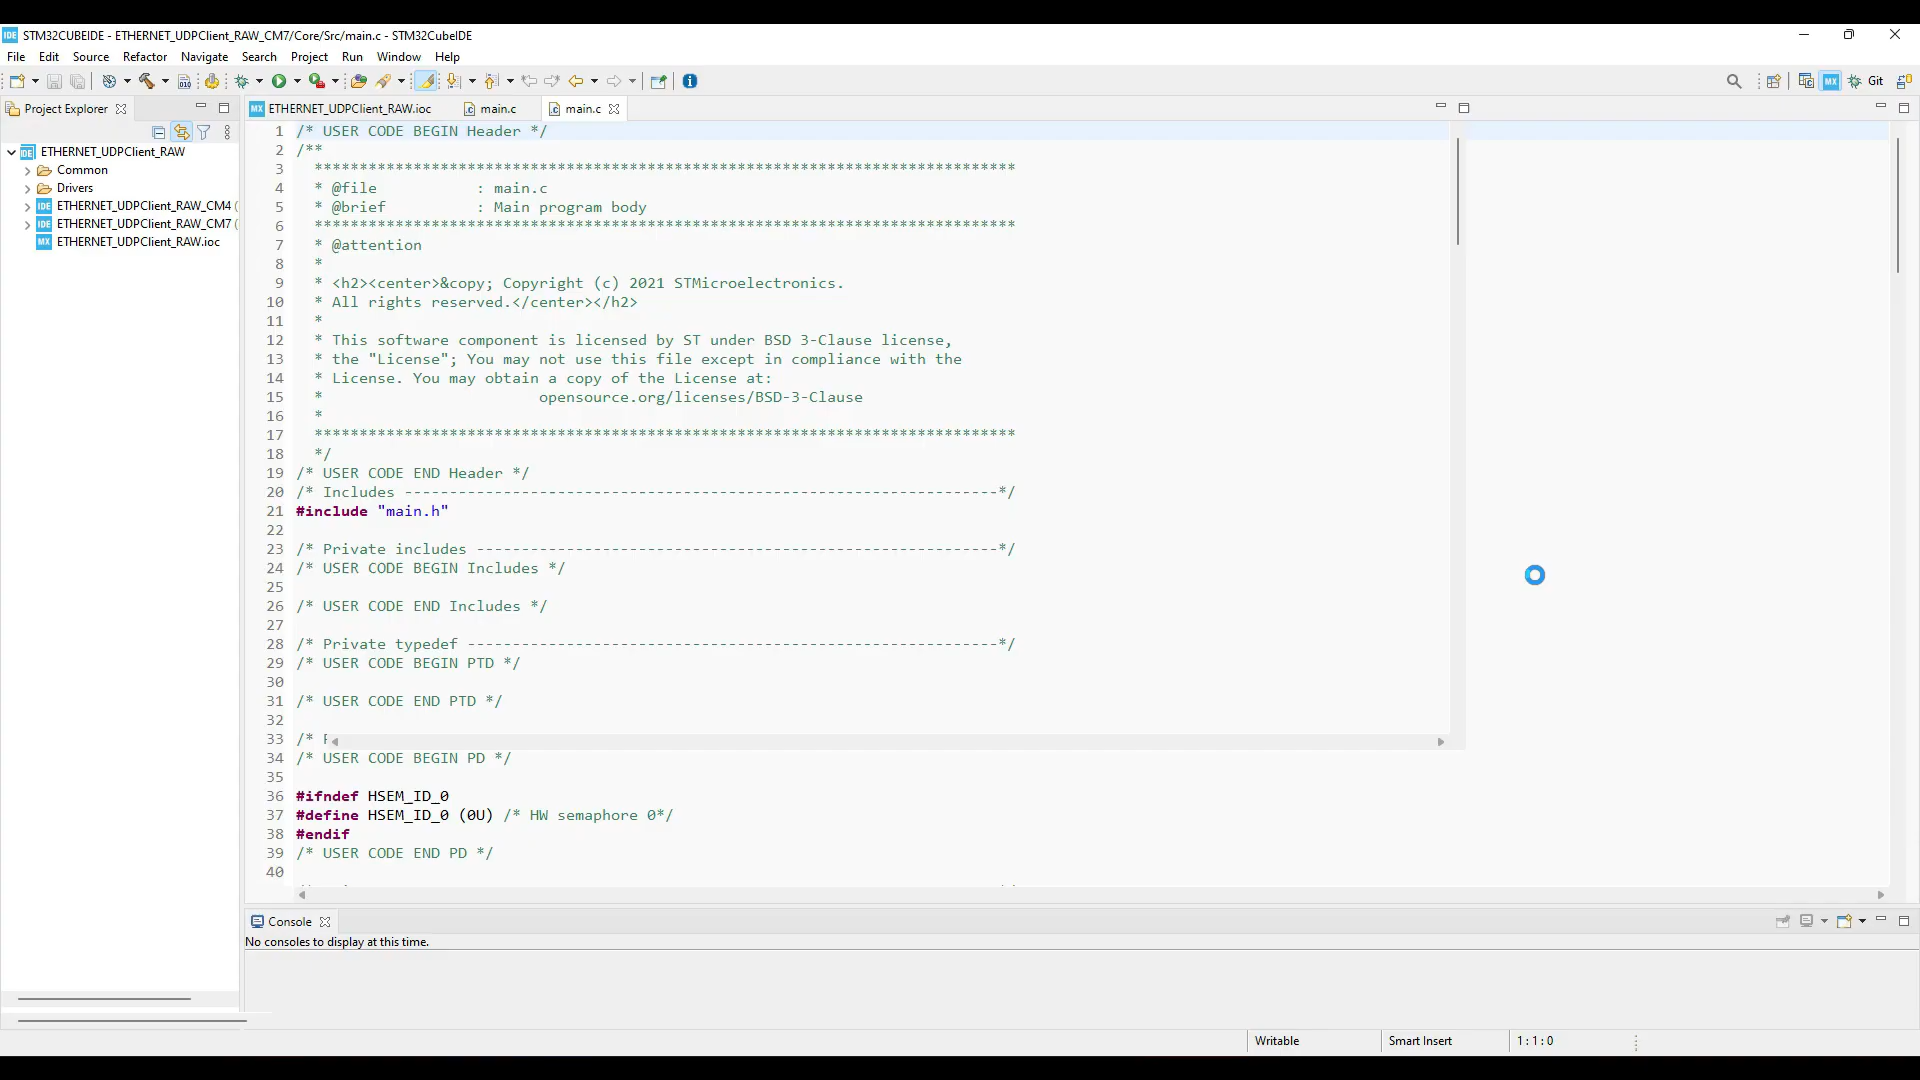 IDE STM32CUBEIDE - ETHERNET_UDPClient_RAW_CM7/Core/Src/main.c - STM32CubeIDE
File Edit Source Refactor Navigate Search Project Run Window Help
MX Git
Project Explorer
ETHERNET_UDPClient_RAW.ioc main.c main.c
IDE ETHERNET_UDPClient_RAW
Common
Drivers
IDE ETHERNET_UDPClient_RAW_CM4 (
IDE ETHERNET_UDPClient_RAW_CM7 (
MX ETHERNET_UDPClient_RAW.ioc
1 /* USER CODE BEGIN Header */
2 /**
3 ******************************************************************************
4 * @file : main.c
5 * @brief : Main program body
6 ******************************************************************************
7 * @attention
8 *
9 * <h2><center>&copy; Copyright (c) 2021 STMicroelectronics.
10 * All rights reserved.</center></h2>
11 *
12 * This software component is licensed by ST under BSD 3-Clause license,
13 * the "License"; You may not use this file except in compliance with the
14 * License. You may obtain a copy of the License at:
15 * opensource.org/licenses/BSD-3-Clause
16 *
17 ******************************************************************************
18 */
19 /* USER CODE END Header */
20 /* Includes ------------------------------------------------------------------*/
21 #include "main.h"
22
23 /* Private includes ----------------------------------------------------------*/
24 /* USER CODE BEGIN Includes */
25
26 /* USER CODE END Includes */
27
28 /* Private typedef -----------------------------------------------------------*/
29 /* USER CODE BEGIN PTD */
30
31 /* USER CODE END PTD */
32
33 /*
34 /* USER CODE BEGIN PD */
35
36 #ifndef HSEM_ID_0
37 #define HSEM_ID_0 (0U) /* HW semaphore 0*/
38 #endif
39 /* USER CODE END PD */
40
Console
No consoles to display at this time.
Writable Smart Insert 1 : 1 : 0